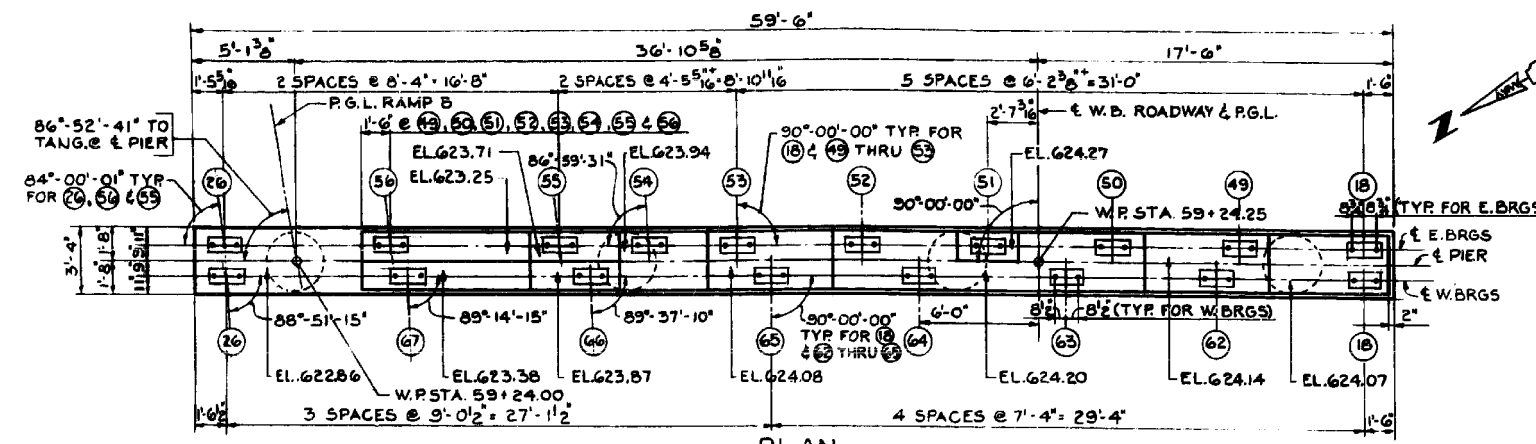 59'-6"
5'-1 3/8"
36'-10 5/8"
17'-6"
1'-5 5/16"
2 SPACES @ 8'-4" = 16'-8"
2 SPACES @ 4'-5 5/16"+ = 8'-10 11/16"
5 SPACES @ 6'-2 3/8"+ = 31'-0"
1'-6"
P.G.L. RAMP B
2'-7 3/16"
℄ W.B. ROADWAY & P.G.L.
86°-52'-41" TO
TANG. @ ℄ PIER
1'-6" @ 49, 50, 51, 52, 53, 54, 55 & 56
90°-00'-00" TYP. FOR
18 & 49 THRU 53
EL.623.71
86°-59'-31"
EL.623.94
EL.624.27
EL.623.25
84°-00'-01" TYP.
FOR 26, 56 & 55
26
56
55
54
53
52
51
50
49
18
90°-00'-00"
W.P. STA. 59+24.25
8 3/4" 8 3/4" (TYP. FOR E.BRGS
3'-4"
1'-8" 1'-8"
11" 9" 9" 11"
℄ E.BRGS
℄ PIER
℄ W.BRGS
88°-51'-15"
89°-14'-15"
89°-37'-10"
90°-00'-00"
TYP. FOR 18
& 62 THRU 65
6'-0"
8 1/2" 8 1/2" (TYP. FOR W.BRGS)
2"
26
67
66
65
64
63
62
18
EL.622.86
EL.623.38
EL.623.87
EL.624.08
EL.624.20
EL.624.14
EL.624.07
W.P. STA. 59+24.00
1'-6 1/2"
3 SPACES @ 9'-0 1/2" = 27'-1 1/2"
4 SPACES @ 7'-4" = 29'-4"
1'-6"
PLAN